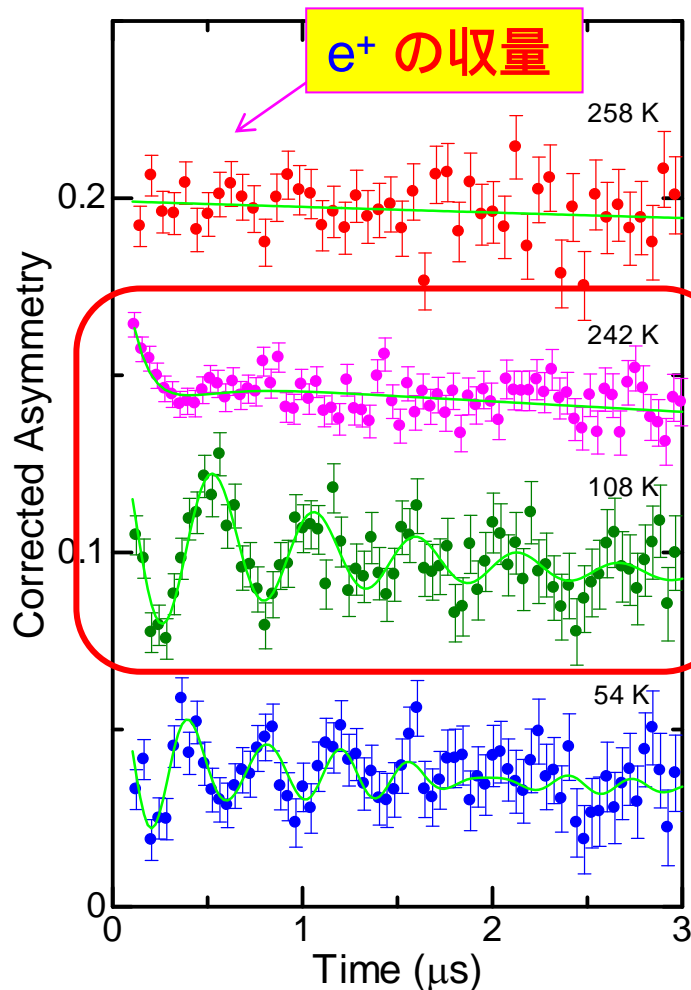 e+ の収量
258 K
0.2
242 K
Corrected Asymmetry
108 K
0.1
54 K
0
0 1 2 3
Time (μs)